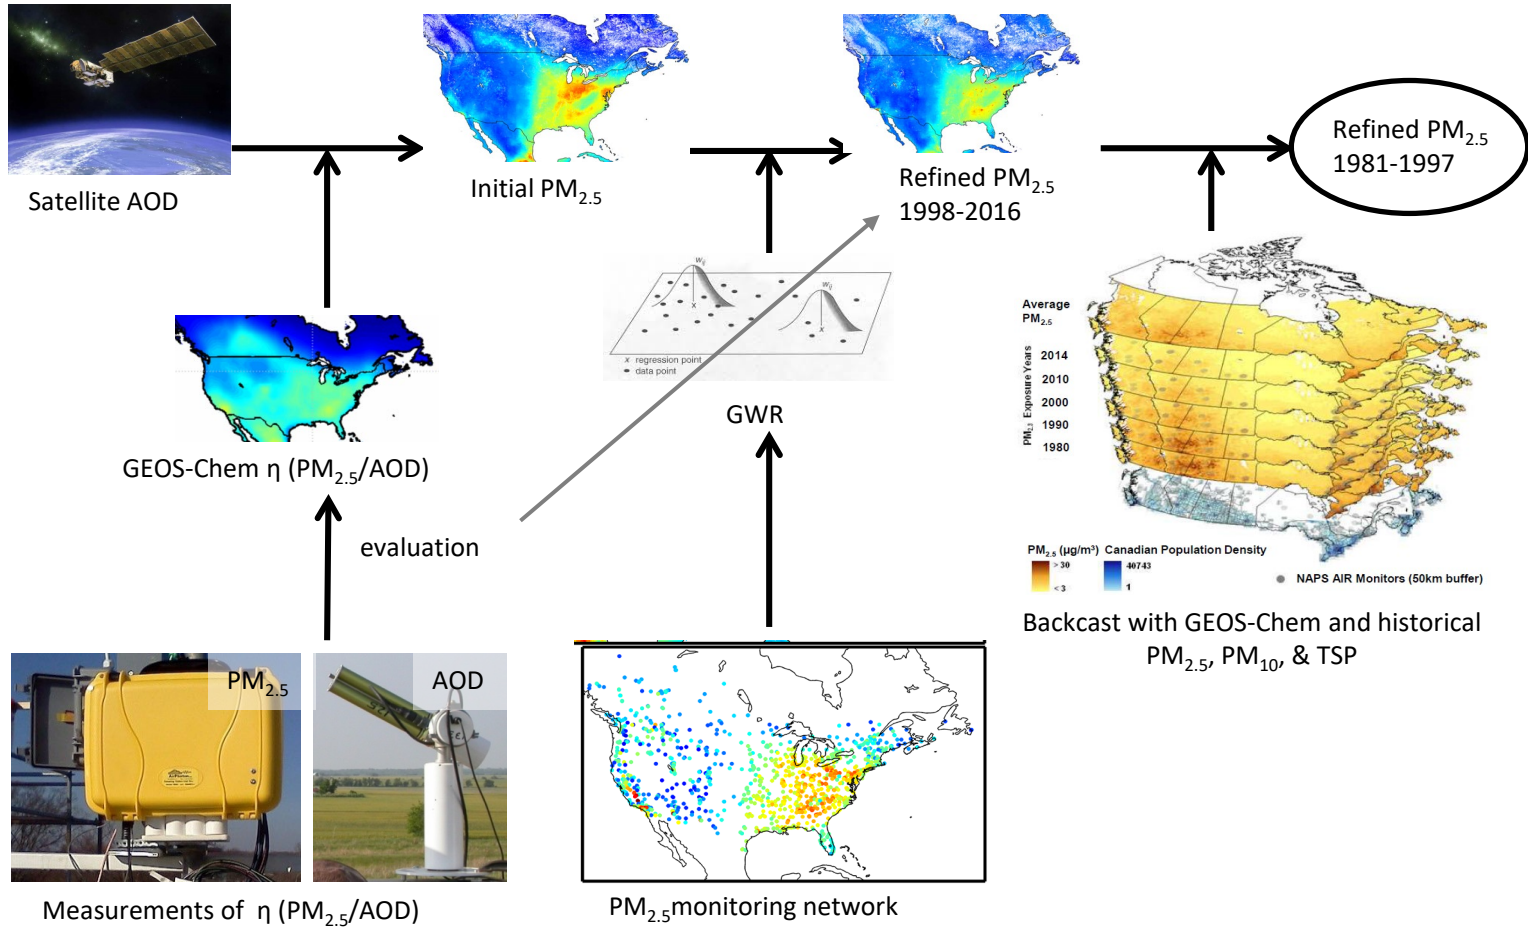 Satellite AOD
Initial PM2.5
Refined PM2.5
1998-2016
Refined PM2.5
1981-1997
wij
wij
x
x
x regression point
• data point
GWR
GEOS-Chem η (PM2.5/AOD)
evaluation
Average
PM2.5
PM2.5 Exposure Years
2014
2010
2000
1990
1980
PM2.5 (µg/m³) Canadian Population Density
> 30
< 3
40743
1
NAPS AIR Monitors (50km buffer)
Backcast with GEOS-Chem and historical
PM2.5, PM10, & TSP
PM2.5
AOD
Measurements of η (PM2.5/AOD)
PM2.5monitoring network